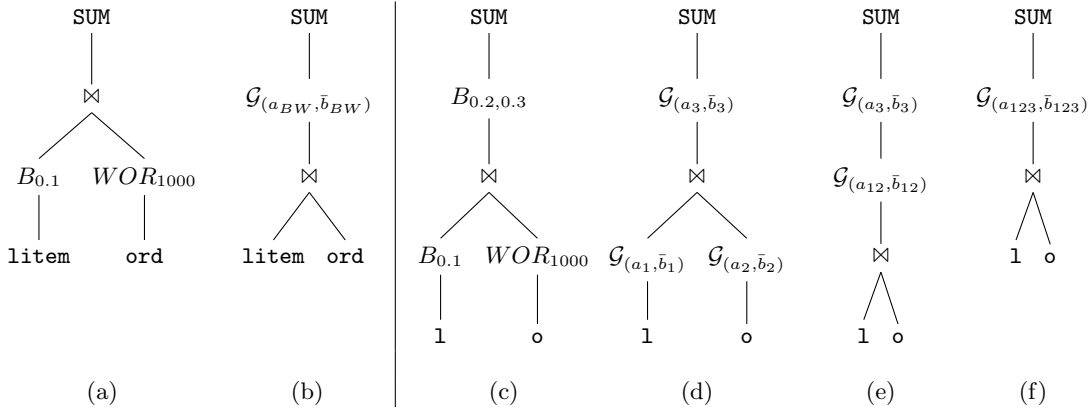 SUM SUM SUM SUM SUM SUM
⋈ 𝒢(a_BW, b̄_BW) B_0.2,0.3 𝒢(a_3, b̄_3) 𝒢(a_3, b̄_3) 𝒢(a_123, b̄_123)
B_0.1 WOR_1000 ⋈ ⋈ ⋈ 𝒢(a_12, b̄_12) ⋈
litem ord litem ord B_0.1 WOR_1000 𝒢(a_1, b̄_1) 𝒢(a_2, b̄_2) ⋈ l o
l o l o l o
(a) (b) (c) (d) (e) (f)